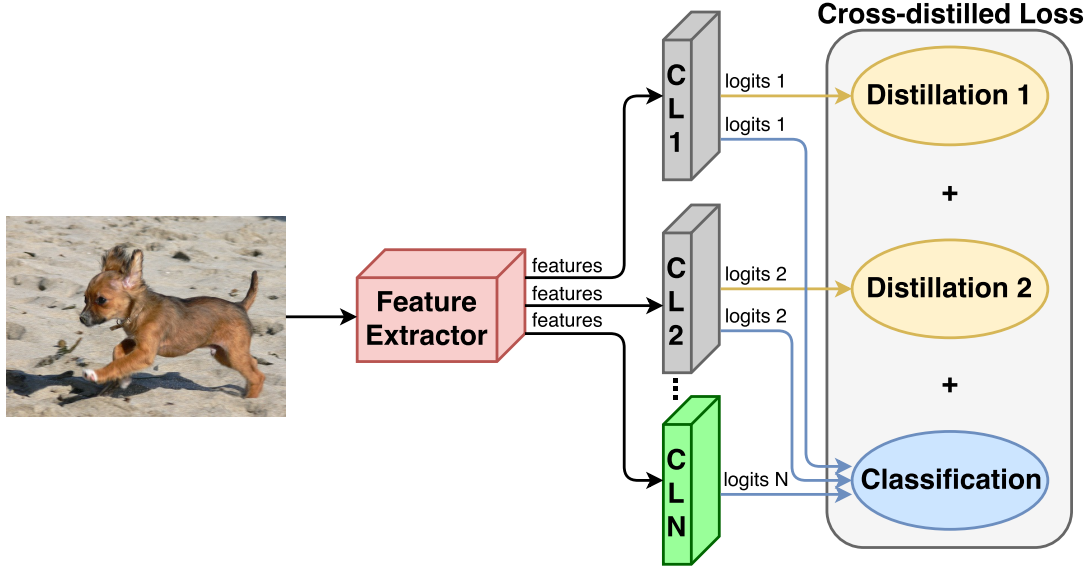 Cross-distilled Loss
C
L
1
logits 1
logits 1
Distillation 1
+
Feature
Extractor
features
features
features
C
L
2
logits 2
logits 2
Distillation 2
+
C
L
N
logits N
Classification